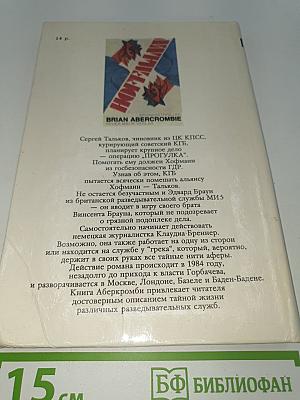 14 р.
HOFFMANN
BRIAN ABERCROMBIE
Сергей Тальков, чиновник из ЦК КПСС,
курирующий советский КГБ,
планирует крупное дело
— операцию „ПРОГУЛКА".
Помогать ему должен Хофманн
из госбезопасности ГДР.
Узнав об этом, КГБ
пытается всячески помешать альянсу
Хофманн — Тальков.
Не остается безучастным и Эдвард Браун
из британской разведывательной службы МИ5
— он вводит в игру своего брата
Винсента Брауна, который не подозревает
о грязной подоплеке дела.
Самостоятельно начинает действовать
немецкая журналистка Клаудиа Бреннер.
Возможно, она также работает на одну из сторон
или находится на службе у "грека", который, вероятно,
держит в своих руках все тайные нити аферы.
Действие романа происходит в 1984 году,
незадолго до прихода к власти Горбачева,
и разворачивается в Москве, Лондоне, Базеле и Баден-Бадене.
Книга Аберкромби привлекает читателя
достоверным описанием тайной жизни
различных разведывательных служб.
15 см
БФ БИБЛИОФАН